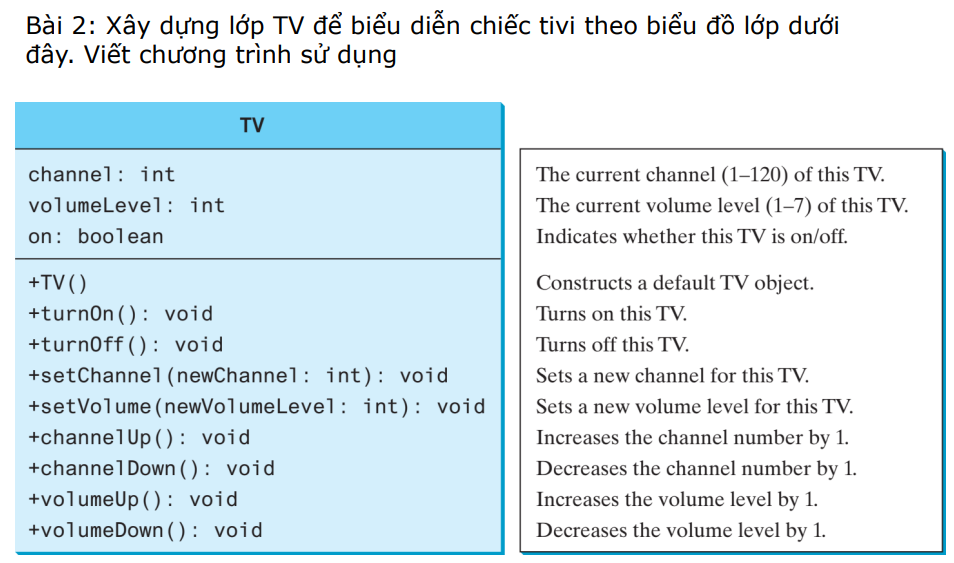 Bài 2: Xây dựng lớp TV để biểu diễn chiếc tivi theo biểu đồ lớp dưới
đây. Viết chương trình sử dụng
TV
channel: int
volumeLevel: int
on: boolean
+TV()
+turnOn(): void
+turnOff(): void
+setChannel(newChannel: int): void
+setVolume(newVolumeLevel: int): void
+channelUp(): void
+channelDown(): void
+volumeUp(): void
+volumeDown(): void
The current channel (1–120) of this TV.
The current volume level (1–7) of this TV.
Indicates whether this TV is on/off.
Constructs a default TV object.
Turns on this TV.
Turns off this TV.
Sets a new channel for this TV.
Sets a new volume level for this TV.
Increases the channel number by 1.
Decreases the channel number by 1.
Increases the volume level by 1.
Decreases the volume level by 1.